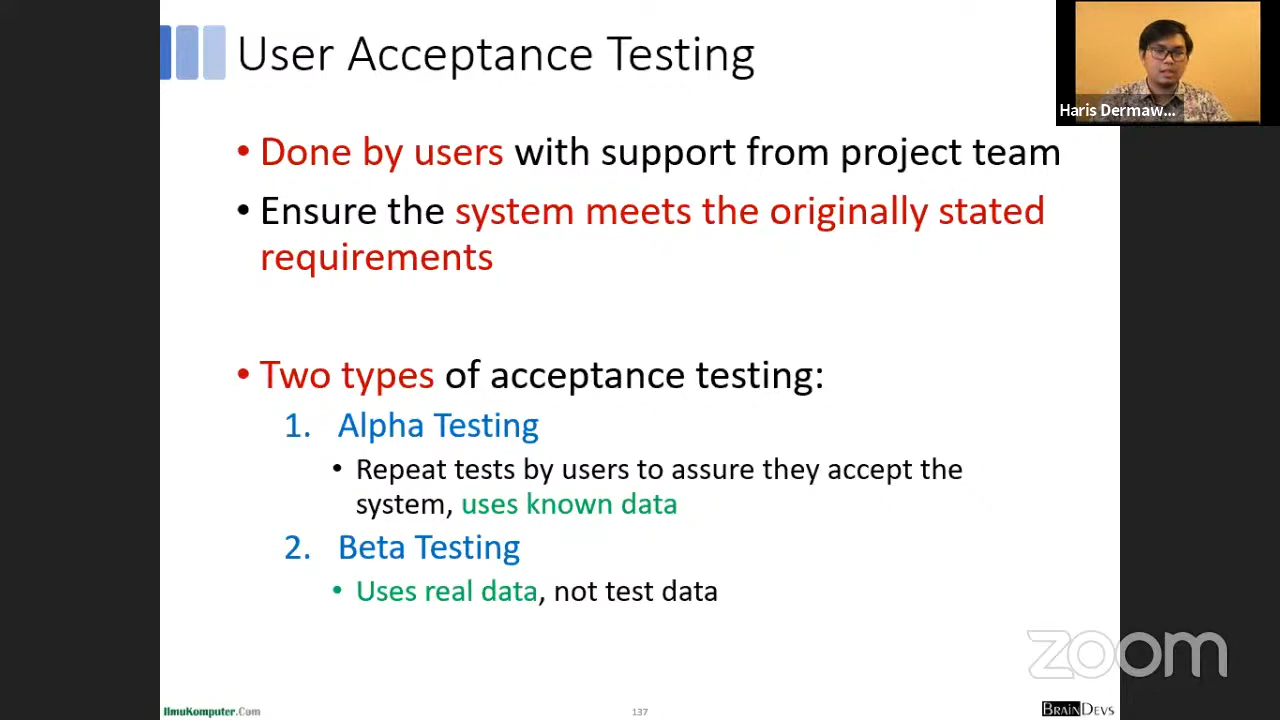 User Acceptance Testing
Haris Dermaw...
• Done by users with support from project team
• Ensure the system meets the originally stated
requirements
• Two types of acceptance testing:
1. Alpha Testing
• Repeat tests by users to assure they accept the
system, uses known data
2. Beta Testing
• Uses real data, not test data
zoom
IlmuKomputer.Com
137
BRAINDEVS